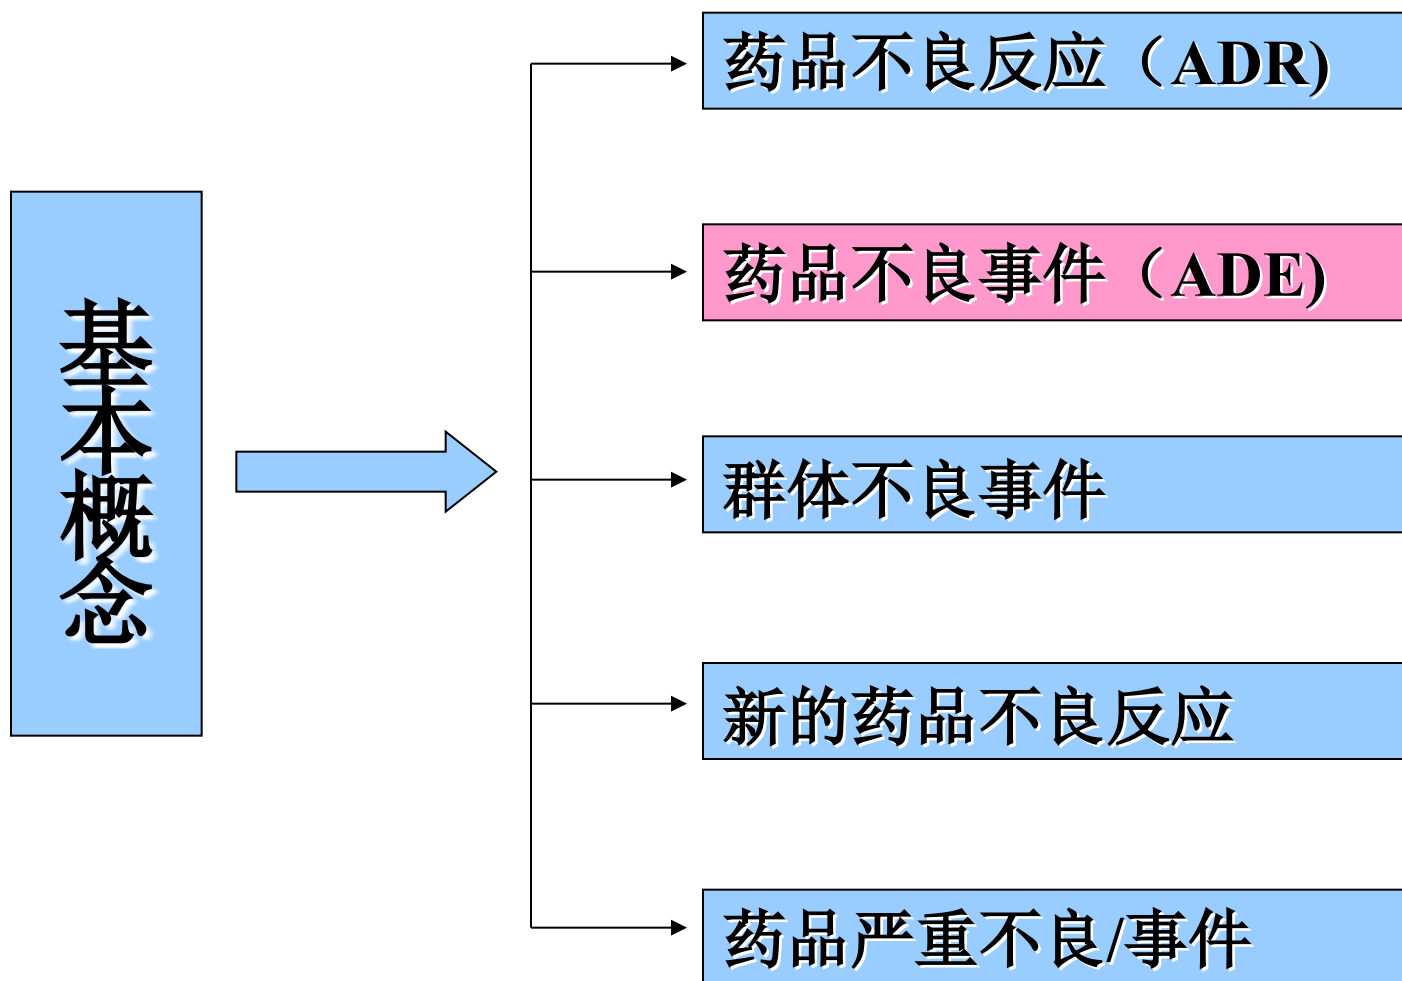 基本概念
药品不良反应（ADR)
药品不良事件（ADE)
群体不良事件
新的药品不良反应
药品严重不良/事件